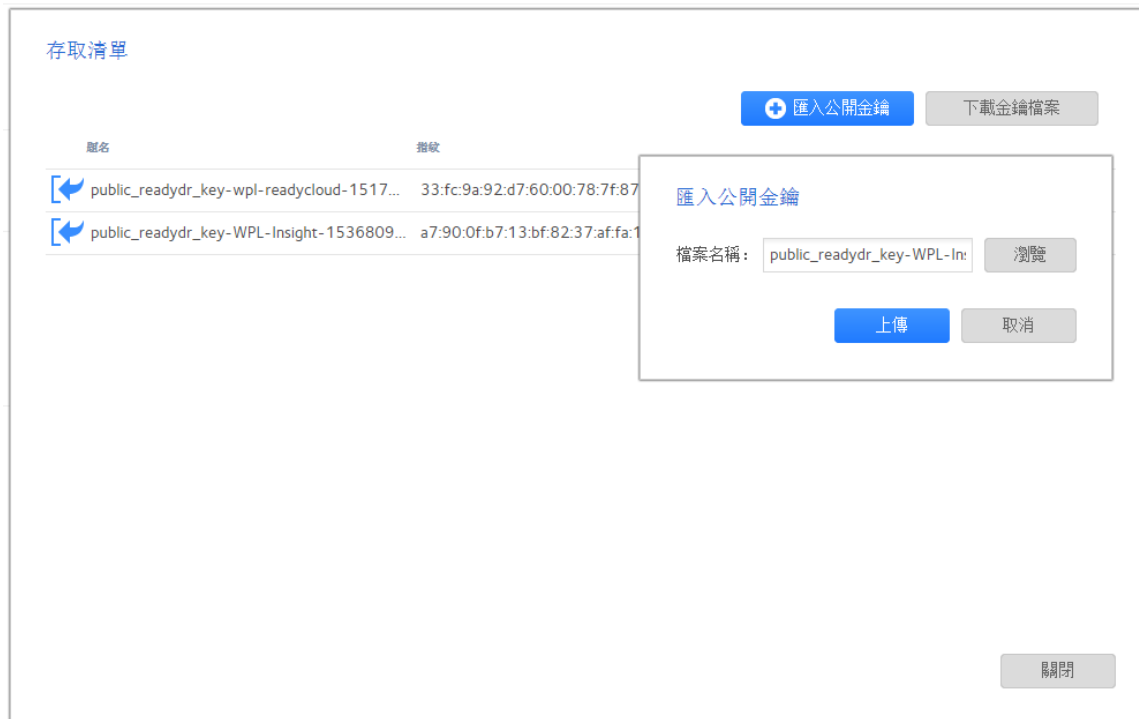 存取清單
匯入公開金鑰
下載金鑰檔案
題名
指紋
public_readydr_key-wpl-readycloud-1517...
33:fc:9a:92:d7:60:00:78:7f:87
public_readydr_key-WPL-Insight-1536809...
a7:90:0f:b7:13:bf:82:37:af:fa:1
匯入公開金鑰
檔案名稱:
public_readydr_key-WPL-In
瀏覽
上傳
取消
關閉